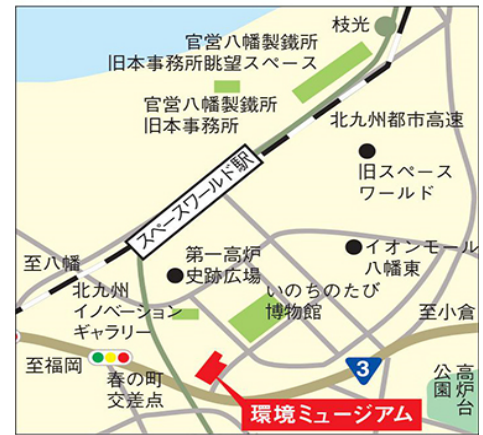 枝光
官営八幡製鐵所
旧本事務所眺望スペース
官営八幡製鐵所
旧本事務所
北九州都市高速
旧スペース
ワールド
スペースワールド駅
イオンモール
八幡東
第一高炉
史跡広場
至八幡
北九州
イノベーション
ギャラリー
いのちのたび
博物館
至小倉
至福岡
春の町
交差点
3
高炉台
公園
環境ミュージアム